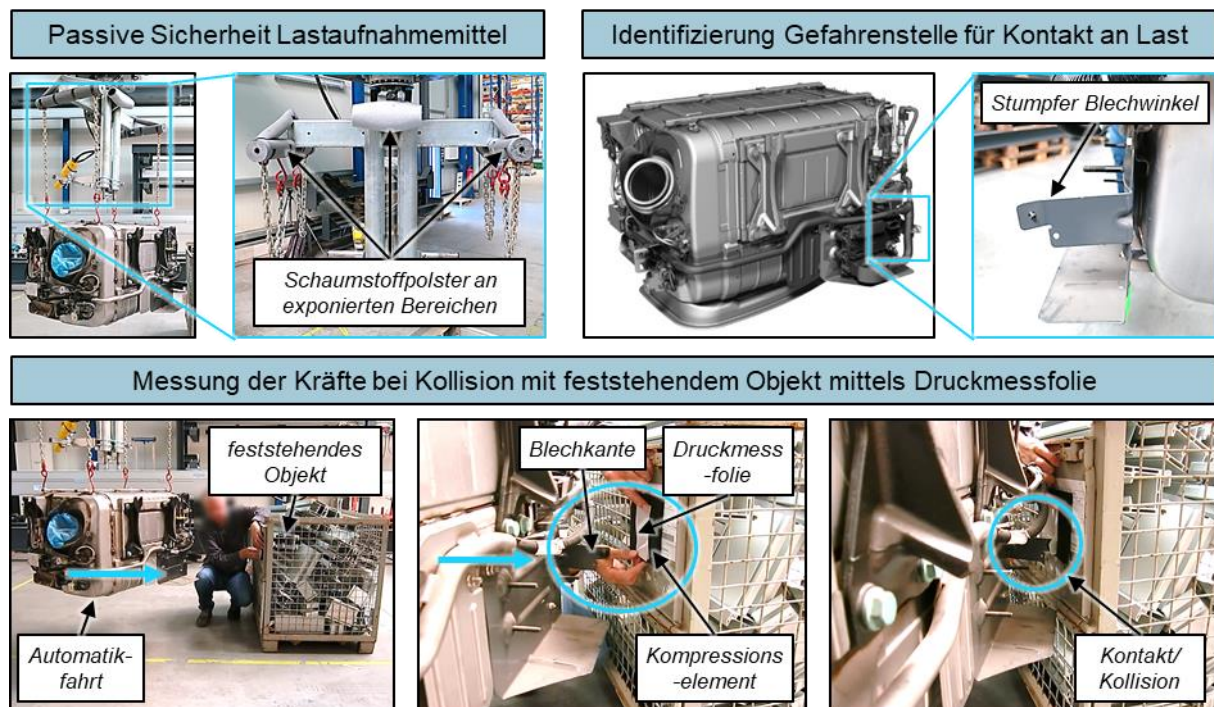 Passive Sicherheit Lastaufnahmemittel
Schaumstoffpolster an
exponierten Bereichen
Identifizierung Gefahrenstelle für Kontakt an Last
Stumpfer Blechwinkel
Messung der Kräfte bei Kollision mit feststehendem Objekt mittels Druckmessfolie
feststehendes
Objekt
Automatik-
fahrt
Blechkante
Druckmess
-folie
Kompressions
-element
Kontakt/
Kollision